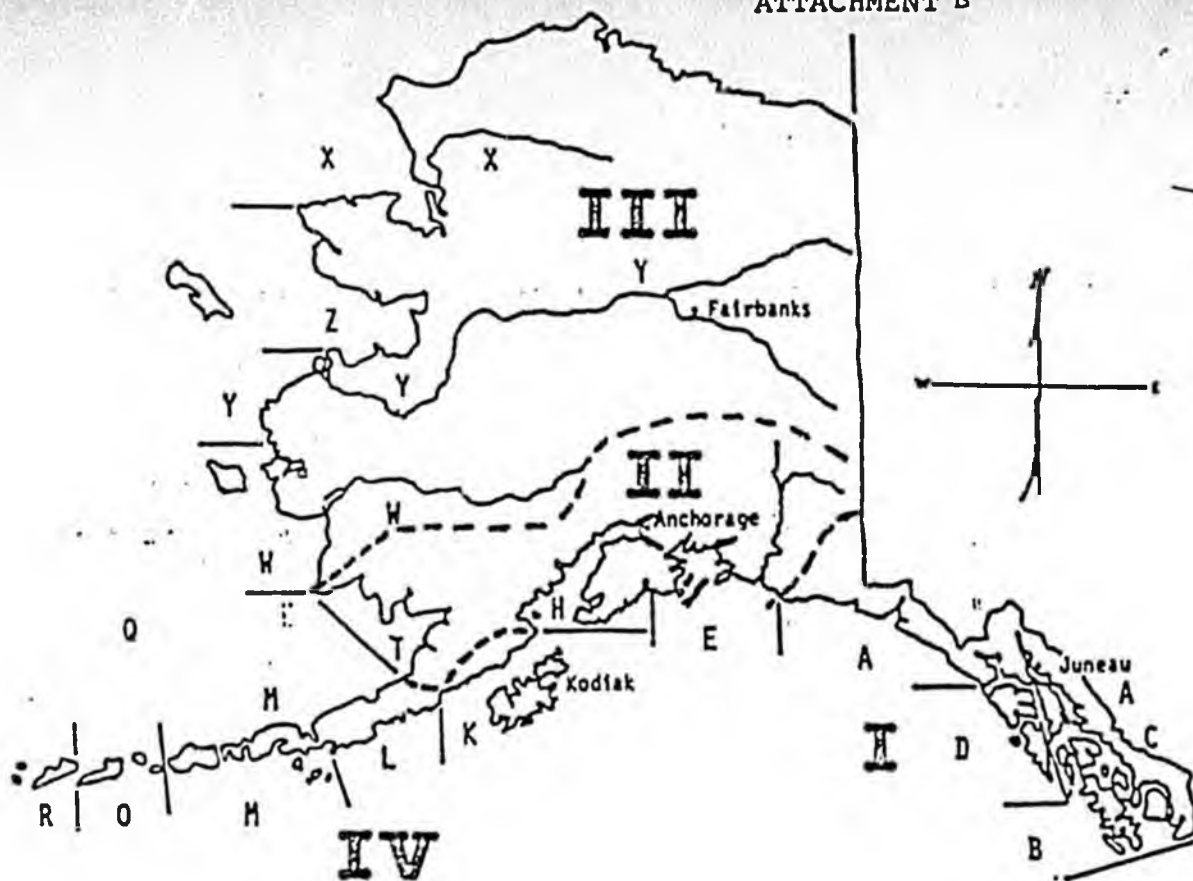 ATTACHMENT B
X
X
III
N
Y
Fairbanks
Z
Y
W
E
Y
II
Anchorage
W
W
Q
H
E
T
A
Juneau
A
Kodiak
M
K
I
D
C
L
R
O
M
IV
B